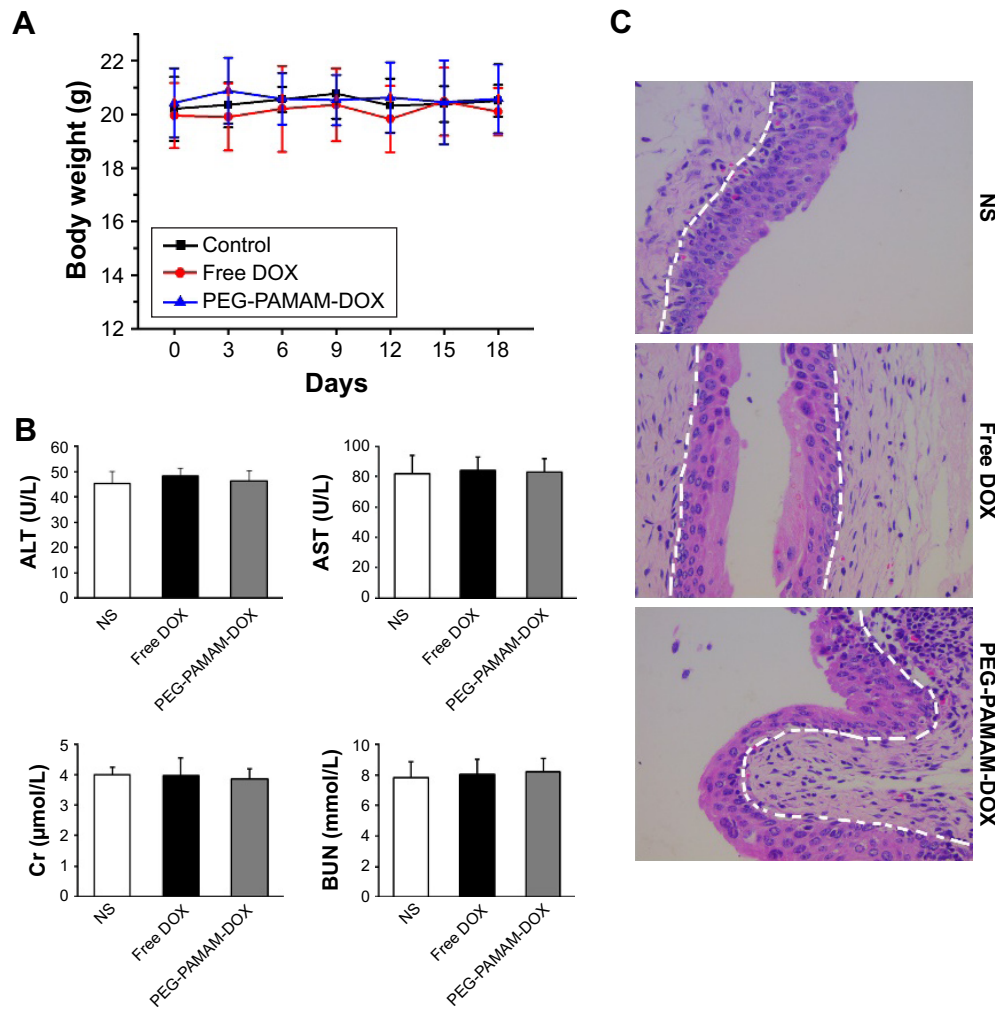 A
Body weight (g)
22
20
18
16
14
12
Control
Free DOX
PEG-PAMAM-DOX
0 3 6 9 12 15 18
Days
B
ALT (U/L)
60
50
40
30
20
10
0
NS
Free DOX
PEG-PAMAM-DOX
AST (U/L)
100
80
60
40
20
0
NS
Free DOX
PEG-PAMAM-DOX
Cr (µmol/L)
5
4
3
2
1
0
NS
Free DOX
PEG-PAMAM-DOX
BUN (mmol/L)
10
8
6
4
2
0
NS
Free DOX
PEG-PAMAM-DOX
C
NS
Free DOX
PEG-PAMAM-DOX